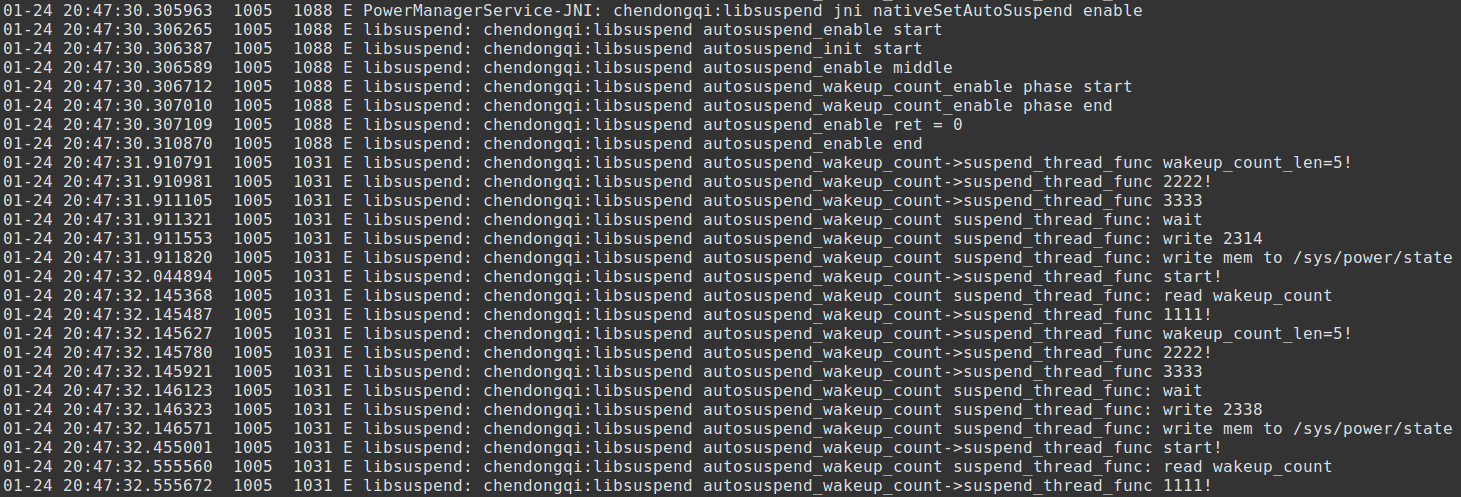 01-24 20:47:30.305963  1005  1088 E PowerManagerService-JNI: chendongqi:libsuspend jni nativeSetAutoSuspend enable
01-24 20:47:30.306265  1005  1088 E libsuspend: chendongqi:libsuspend autosuspend_enable start
01-24 20:47:30.306387  1005  1088 E libsuspend: chendongqi:libsuspend autosuspend_init start
01-24 20:47:30.306589  1005  1088 E libsuspend: chendongqi:libsuspend autosuspend_enable middle
01-24 20:47:30.306712  1005  1088 E libsuspend: chendongqi:libsuspend autosuspend_wakeup_count_enable phase start
01-24 20:47:30.307010  1005  1088 E libsuspend: chendongqi:libsuspend autosuspend_wakeup_count_enable phase end
01-24 20:47:30.307109  1005  1088 E libsuspend: chendongqi:libsuspend autosuspend_enable ret = 0
01-24 20:47:30.310870  1005  1088 E libsuspend: chendongqi:libsuspend autosuspend_enable end
01-24 20:47:31.910791  1005  1031 E libsuspend: chendongqi:libsuspend autosuspend_wakeup_count->suspend_thread_func wakeup_count_len=5!
01-24 20:47:31.910981  1005  1031 E libsuspend: chendongqi:libsuspend autosuspend_wakeup_count->suspend_thread_func 2222!
01-24 20:47:31.911105  1005  1031 E libsuspend: chendongqi:libsuspend autosuspend_wakeup_count->suspend_thread_func 3333
01-24 20:47:31.911321  1005  1031 E libsuspend: chendongqi:libsuspend autosuspend_wakeup_count suspend_thread_func: wait
01-24 20:47:31.911553  1005  1031 E libsuspend: chendongqi:libsuspend autosuspend_wakeup_count suspend_thread_func: write 2314
01-24 20:47:31.911820  1005  1031 E libsuspend: chendongqi:libsuspend autosuspend_wakeup_count suspend_thread_func: write mem to /sys/power/state
01-24 20:47:32.044894  1005  1031 E libsuspend: chendongqi:libsuspend autosuspend_wakeup_count->suspend_thread_func start!
01-24 20:47:32.145368  1005  1031 E libsuspend: chendongqi:libsuspend autosuspend_wakeup_count suspend_thread_func: read wakeup_count
01-24 20:47:32.145487  1005  1031 E libsuspend: chendongqi:libsuspend autosuspend_wakeup_count->suspend_thread_func 1111!
01-24 20:47:32.145627  1005  1031 E libsuspend: chendongqi:libsuspend autosuspend_wakeup_count->suspend_thread_func wakeup_count_len=5!
01-24 20:47:32.145780  1005  1031 E libsuspend: chendongqi:libsuspend autosuspend_wakeup_count->suspend_thread_func 2222!
01-24 20:47:32.145921  1005  1031 E libsuspend: chendongqi:libsuspend autosuspend_wakeup_count->suspend_thread_func 3333
01-24 20:47:32.146123  1005  1031 E libsuspend: chendongqi:libsuspend autosuspend_wakeup_count suspend_thread_func: wait
01-24 20:47:32.146323  1005  1031 E libsuspend: chendongqi:libsuspend autosuspend_wakeup_count suspend_thread_func: write 2338
01-24 20:47:32.146571  1005  1031 E libsuspend: chendongqi:libsuspend autosuspend_wakeup_count suspend_thread_func: write mem to /sys/power/state
01-24 20:47:32.455001  1005  1031 E libsuspend: chendongqi:libsuspend autosuspend_wakeup_count->suspend_thread_func start!
01-24 20:47:32.555560  1005  1031 E libsuspend: chendongqi:libsuspend autosuspend_wakeup_count suspend_thread_func: read wakeup_count
01-24 20:47:32.555672  1005  1031 E libsuspend: chendongqi:libsuspend autosuspend_wakeup_count->suspend_thread_func 1111!